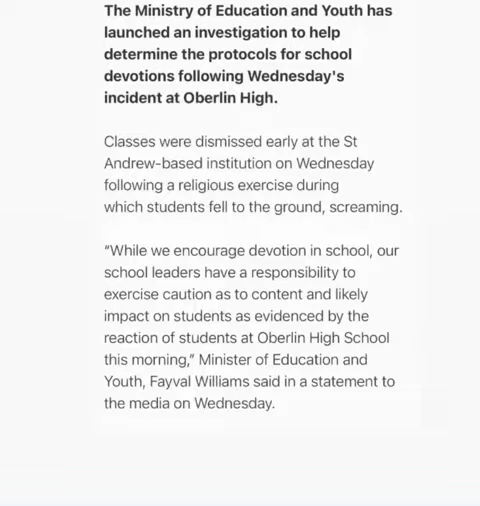 The Ministry of Education and Youth has
launched an investigation to help
determine the protocols for school
devotions following Wednesday's
incident at Oberlin High.
Classes were dismissed early at the St
Andrew-based institution on Wednesday
following a religious exercise during
which students fell to the ground, screaming.
“While we encourage devotion in school, our
school leaders have a responsibility to
exercise caution as to content and likely
impact on students as evidenced by the
reaction of students at Oberlin High School
this morning,” Minister of Education and
Youth, Fayval Williams said in a statement to
the media on Wednesday.